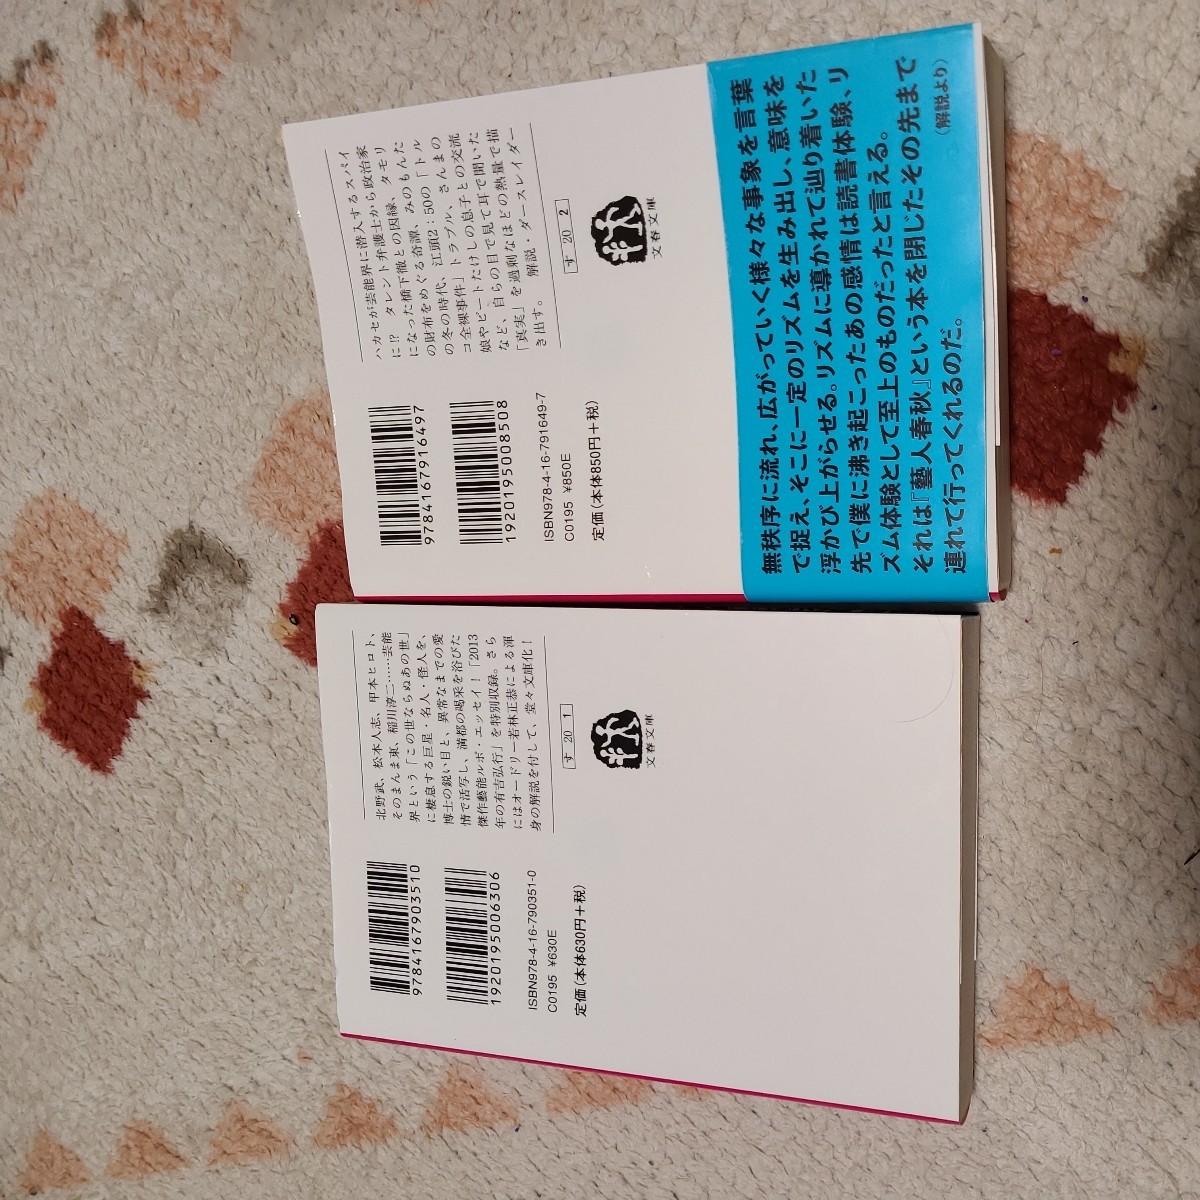 ハカセが芸能界に潜入するスパイ
に!? タレント弁護士から政治家
になった橋下徹との因縁、タモリ
の財布をめぐる奇譚、みのもんた
の冬の時代、江頭2:50の「トル
コ全裸事件」トラブル、さんまの
娘やビートたけしの息子との交流
など、自らの目で見て耳で聞いた
「真実」を過剰なほどの熱量で描
き出す。 解説・ダースレイダー
す 20 2
文春文庫
9784167916497
1920195008508
ISBN978-4-16-791649-7
C0195 ¥850E
定価(本体850円+税)
無秩序に流れ、広がっていく様々な事象を言葉
で捉え、そこに一定のリズムを生み出し、意味を
浮かび上がらせる。リズムに導かれて辿り着いた
先で僕に沸き起こったあの感情は読書体験、リ
ズム体験として至上のものだったと言える。
それは『藝人春秋』という本を閉じたその先まで
連れて行ってくれるのだ。
(解説より)
北野武、松本人志、甲本ヒロト、
そのまんま東、稲川淳二……芸能
界という「この世ならぬあの世」
に棲息する巨星・名人・怪人を、
博士の鋭い目と、異常なまでの愛
情で活写し、満都の喝采を浴びた
傑作藝能ルポ・エッセイ!「2013
年の有吉弘行」を特別収録。さら
にはオードリー若林正恭による渾
身の解説を付して、堂々文庫化!
す 20 1
文春文庫
9784167903510
1920195006306
ISBN978-4-16-790351-0
C0195 ¥630E
定価(本体630円+税)